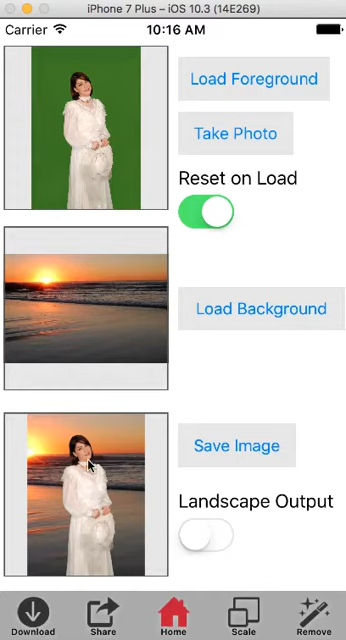 iPhone 7 Plus – iOS 10.3 (14E269)
Carrier 10:16 AM
Load Foreground
Take Photo
Reset on Load
Load Background
Save Image
Landscape Output
Download Share Home Scale Remove